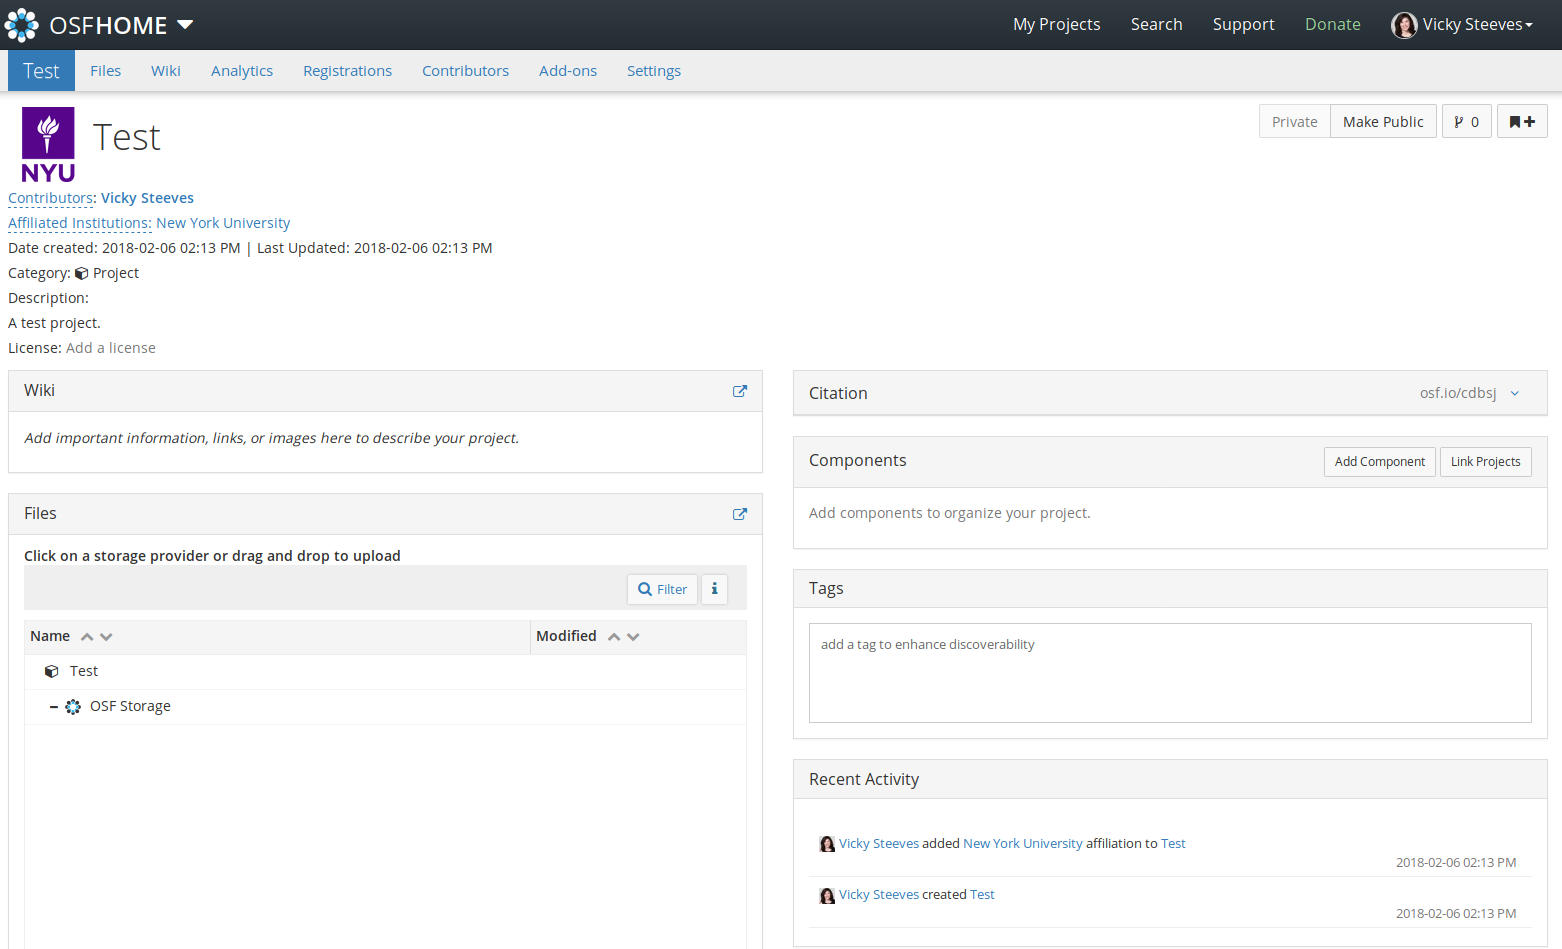 OSFHOME
My Projects Search Support Donate Vicky Steeves
Test Files Wiki Analytics Registrations Contributors Add-ons Settings
NYU
Test
Private Make Public 0
Contributors: Vicky Steeves
Affiliated Institutions: New York University
Date created: 2018-02-06 02:13 PM | Last Updated: 2018-02-06 02:13 PM
Category: Project
Description:
A test project.
License: Add a license
Wiki
Add important information, links, or images here to describe your project.
Files
Click on a storage provider or drag and drop to upload
Filter
Name Modified
Test
OSF Storage
Citation osf.io/cdbsj
Components Add Component Link Projects
Add components to organize your project.
Tags
add a tag to enhance discoverability
Recent Activity
Vicky Steeves added New York University affiliation to Test
2018-02-06 02:13 PM
Vicky Steeves created Test
2018-02-06 02:13 PM